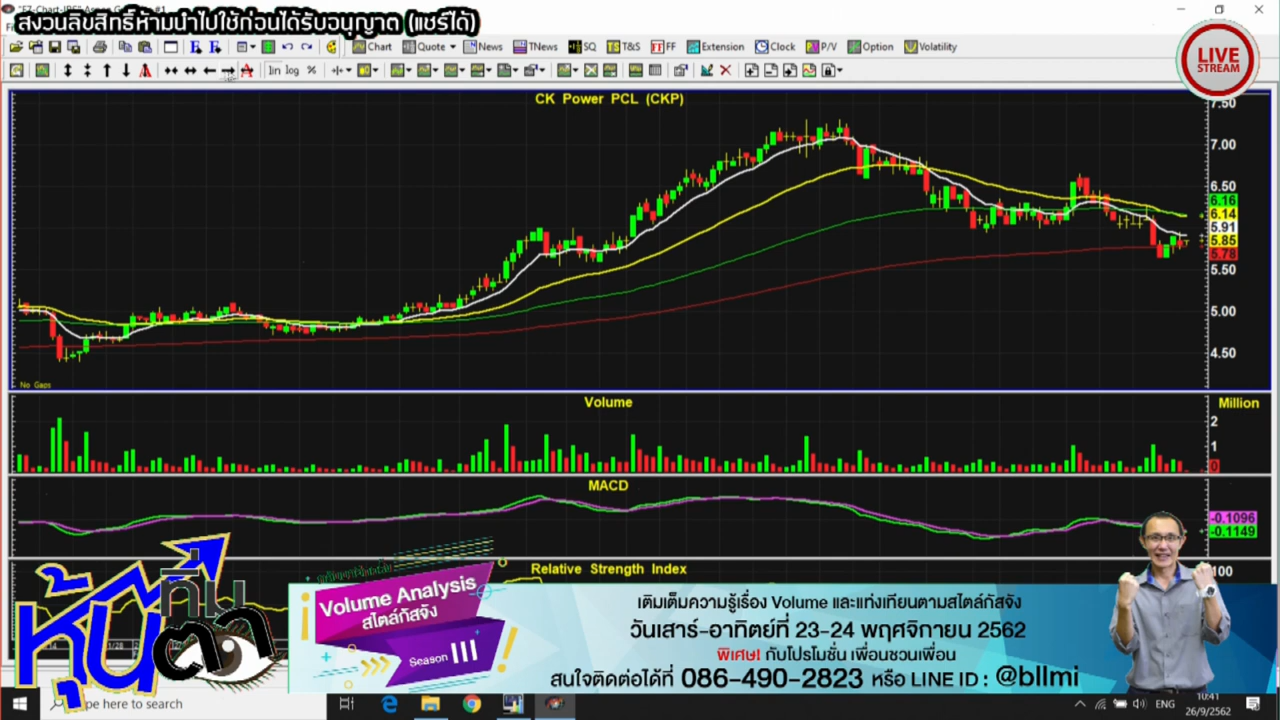 สงวนลิขสิทธิ์ห้ามนำไปใช้ก่อนได้รับอนุญาต (แชร์ได้)
Chart Quote News TNews SQ T&S FF Extension Clock P/V Option Volatility
lin log %
LIVE
STREAM
CK Power PCL (CKP)
7.50
7.00
6.50
6.16
6.14
5.91
5.85
5.78
5.50
5.00
4.50
No Gaps
Volume
Million
2
1
0
MACD
-0.1096
-0.1149
Relative Strength Index
100
หุ้นทันตา
Volume Analysis
สไตล์ภัสจัง
Season III
เติมเต็มความรู้เรื่อง Volume และแท่งเทียนตามสไตล์ภัสจัง
วันเสาร์-อาทิตย์ที่ 23-24 พฤศจิกายน 2562
พิเศษ! กับโปรโมชั่น เพื่อนชวนเพื่อน
สนใจติดต่อได้ที่ 086-490-2823 หรือ LINE ID : @bllmi
here to search
ENG
10:41
26/9/2562